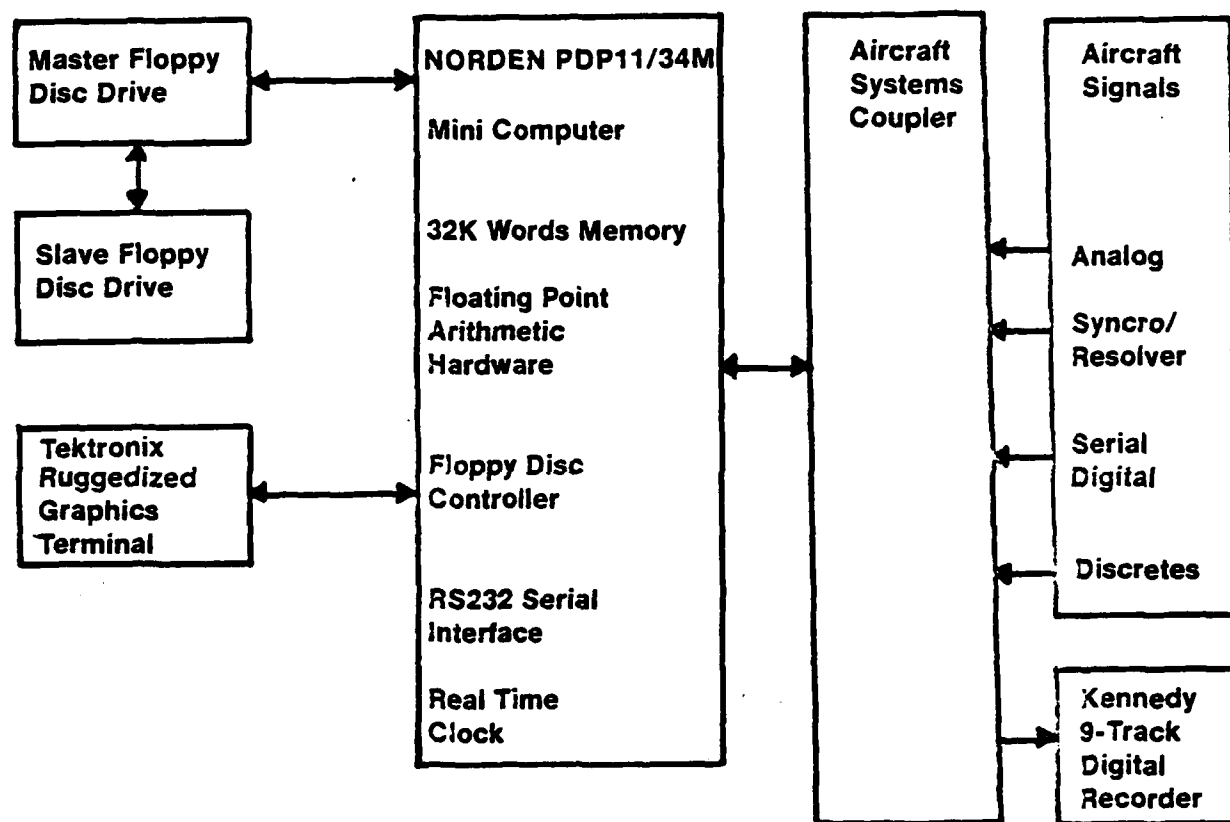 Master Floppy
Disc Drive
Slave Floppy
Disc Drive
Tektronix
Ruggedized
Graphics
Terminal
NORDEN PDP11/34M
Mini Computer
32K Words Memory
Floating Point
Arithmetic
Hardware
Floppy Disc
Controller
RS232 Serial
Interface
Real Time
Clock
Aircraft
Systems
Coupler
Aircraft
Signals
Analog
Syncro/
Resolver
Serial
Digital
Discretes
Kennedy
9-Track
Digital
Recorder